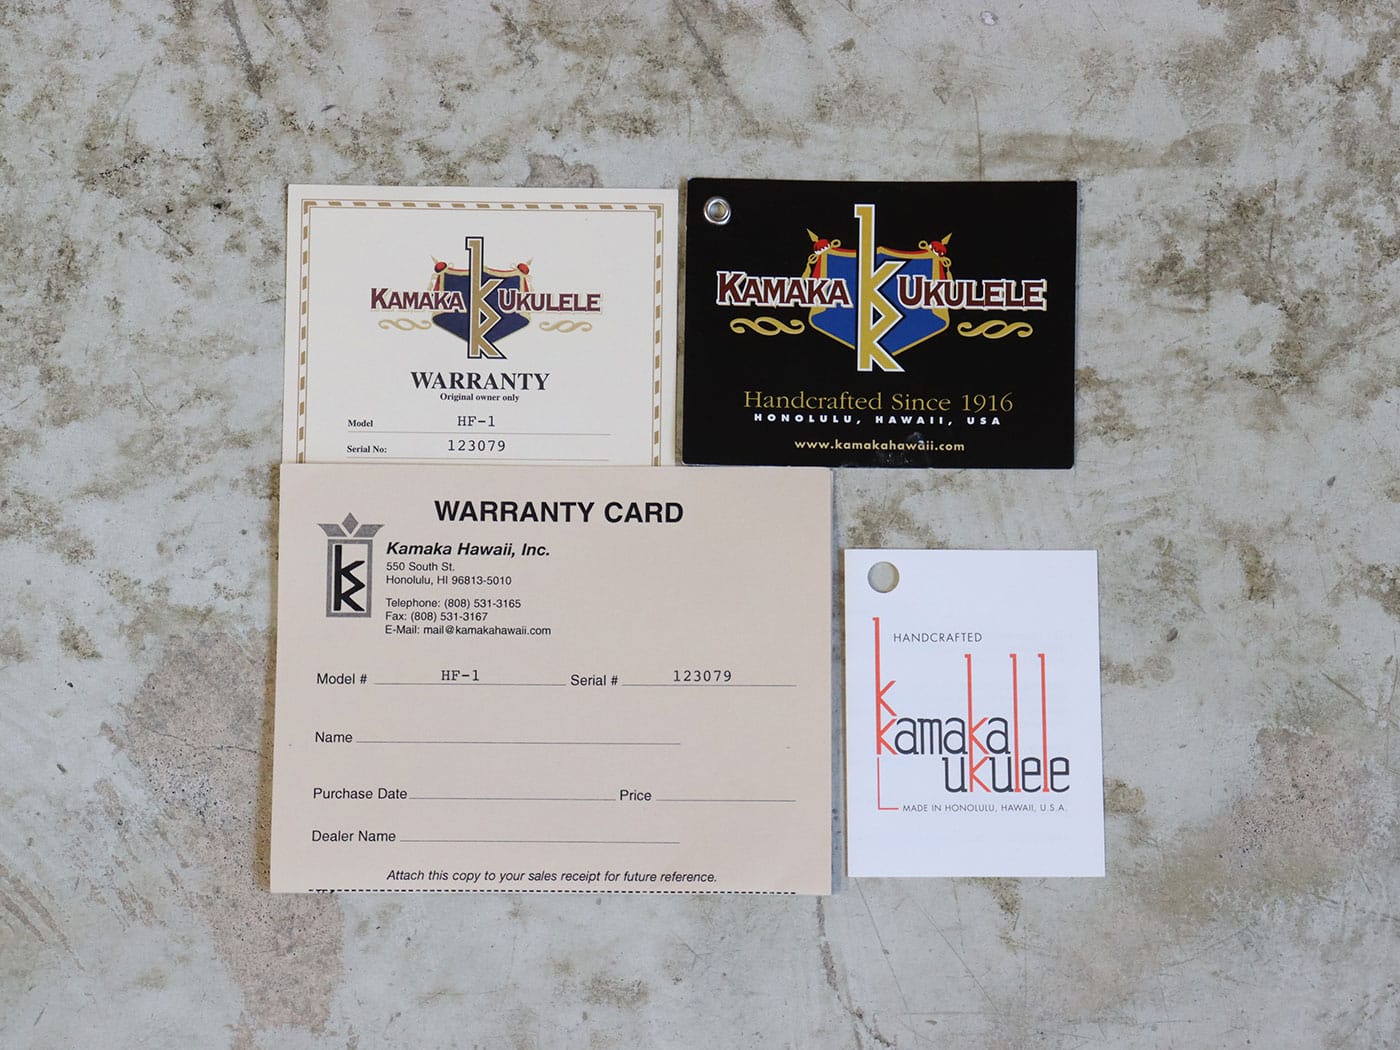 KAMAKA UKULELE
WARRANTY
Original owner only
Model HF-1
Serial No: 123079
KAMAKA UKULELE
Handcrafted Since 1916
HONOLULU, HAWAII, USA
www.kamakahawaii.com
WARRANTY CARD
Kamaka Hawaii, Inc.
550 South St.
Honolulu, HI 96813-5010
Telephone: (808) 531-3165
Fax: (808) 531-3167
E-Mail: mail@kamakahawaii.com
Model # HF-1 Serial # 123079
Name
Purchase Date Price
Dealer Name
Attach this copy to your sales receipt for future reference.
HANDCRAFTED
kamaka
ukulele
MADE IN HONOLULU, HAWAII, U.S.A.